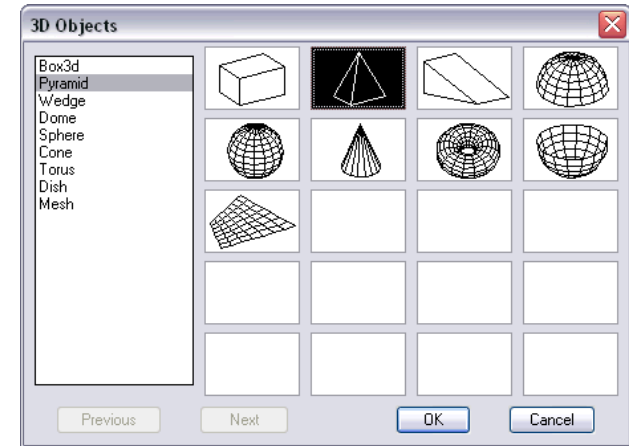 3D Objects
Box3d
Pyramid
Wedge
Dome
Sphere
Cone
Torus
Dish
Mesh
Previous
Next
OK
Cancel